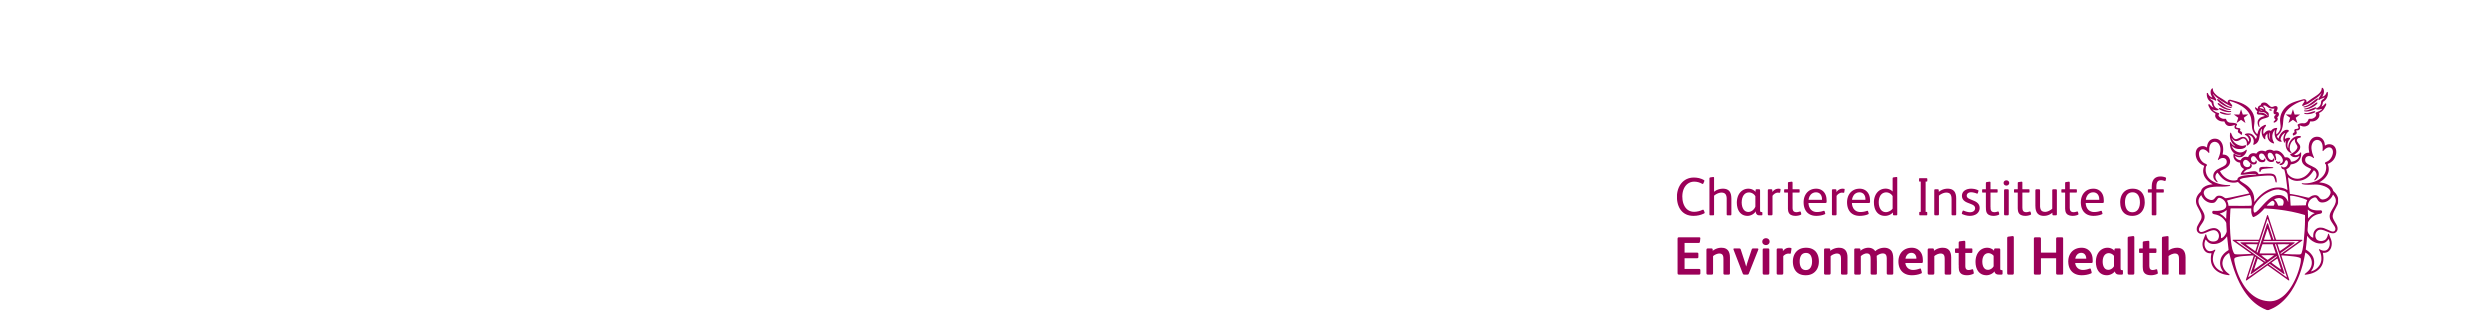 Chartered Institute of
Environmental Health